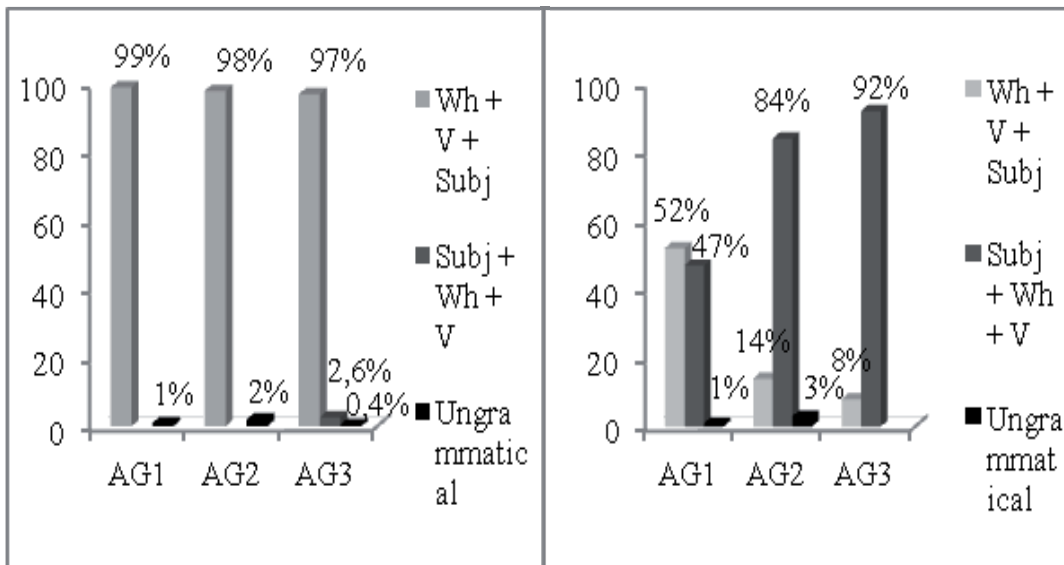 99% 98% 97%
100
80
60
40
20
0
2,6%
1% 2% 0,4%
AG1 AG2 AG3
Wh +
V +
Subj
Subj +
Wh +
V
Ungra
mmatic
al
92%
84%
100
80
60
40
20
0
52%
47%
14% 8%
1% 3%
AG1 AG2 AG3
Wh +
V +
Subj
Subj
+ Wh
+ V
Ungra
mmat
ical